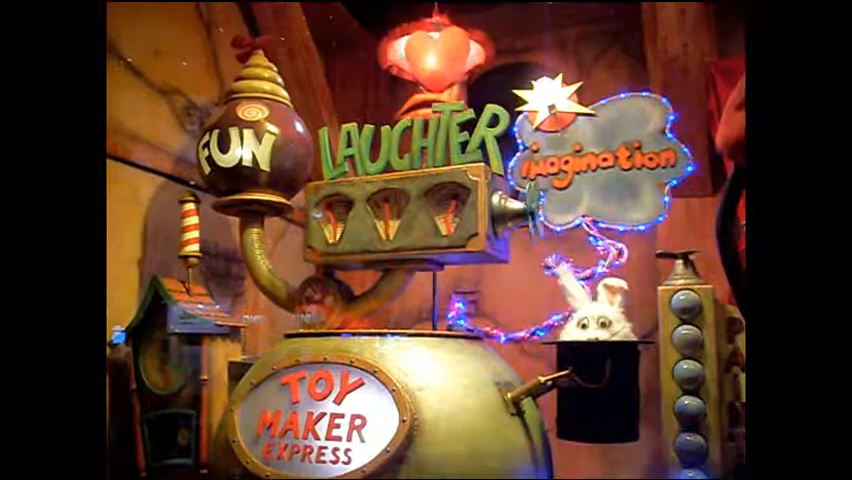 FUN
LAUGHTER
imagination
TOY
MAKER
EXPRESS